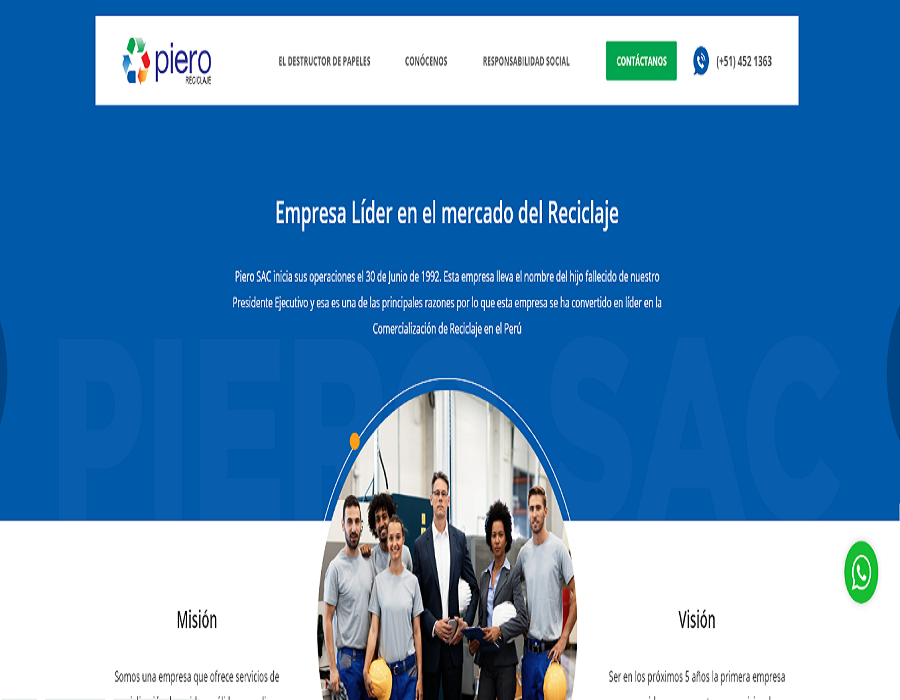 piero
RECICLAJE
EL DESTRUCTOR DE PAPELES
CONÓCENOS
RESPONSABILIDAD SOCIAL
CONTÁCTANOS
(+51) 452 1363
Empresa Líder en el mercado del Reciclaje
Piero SAC inicia sus operaciones el 30 de Junio de 1992. Esta empresa lleva el nombre del hijo fallecido de nuestro
Presidente Ejecutivo y esa es una de las principales razones por lo que esta empresa se ha convertido en líder en la
Comercialización de Reciclaje en el Perú
PIERO SAC
Misión
Visión
Somos una empresa que ofrece servicios de
Ser en los próximos 5 años la primera empresa